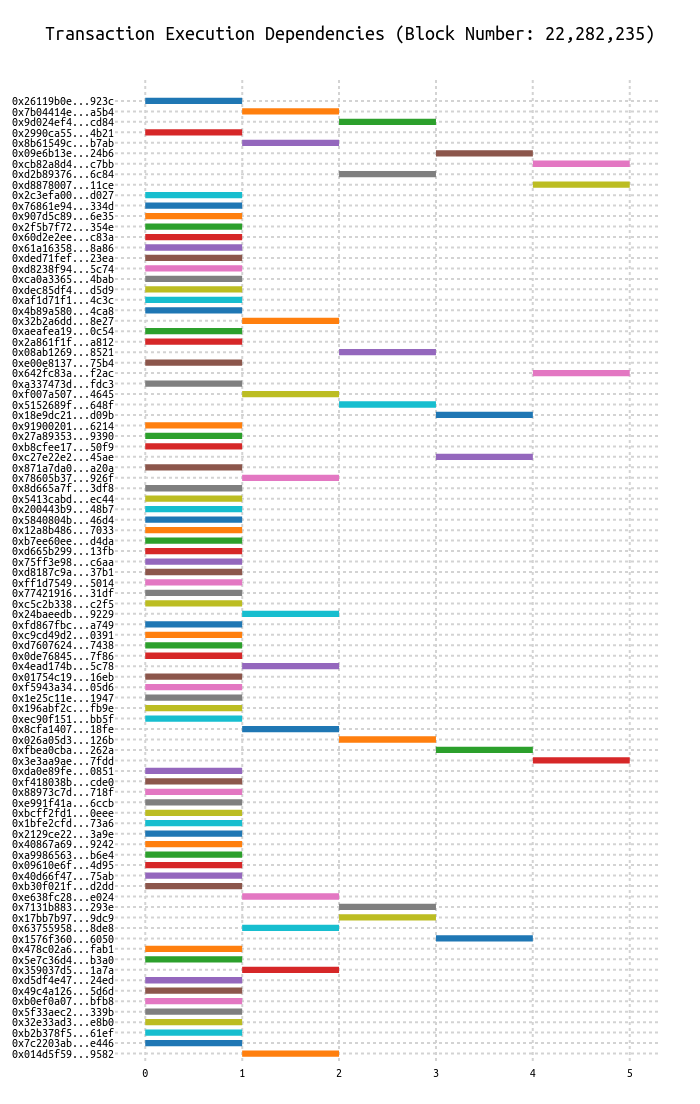 Transaction Execution Dependencies (Block Number: 22,282,235)
0x26119b0e...923c
0x7b04414e...a5b4
0x9d024ef4...cd84
0x2990ca55...4b21
0x8b61549c...b7ab
0x09e6b13e...24b6
0xcb82a8d4...c7bb
0xd2b89376...6c84
0xd8878007...11ce
0x2c3efa00...d027
0x76861e94...334d
0x907d5c89...6e35
0x2f5b7f72...354e
0x60d2e2ee...c83a
0x61a16358...8a86
0xded71fef...23ea
0xd8238f94...5c74
0xca0a3365...4bab
0xdec85df4...d5d9
0xaf1d71f1...4c3c
0x4b89a580...4ca8
0x32b2a6dd...8e27
0xaeafea19...0c54
0x2a861f1f...a812
0x08ab1269...8521
0xe00e8137...75b4
0x642fc83a...f2ac
0xa337473d...fdc3
0xf007a507...4645
0x5152689f...648f
0x18e9dc21...d09b
0x91900201...6214
0x27a89353...9390
0xb8cfee17...50f9
0xc27e22e2...45ae
0x871a7da0...a20a
0x78605b37...926f
0x8d665a7f...3df8
0x5413cabd...ec44
0x200443b9...48b7
0x5840804b...46d4
0x12a8b486...7033
0xb7ee60ee...d4da
0xd665b299...13fb
0x75ff3e98...c6aa
0xd8187c9a...37b1
0xff1d7549...5014
0x77421916...31df
0xc5c2b338...c2f5
0x24baeedb...9229
0xfd867fbc...a749
0xc9cd49d2...0391
0xd7607624...7438
0x0de76845...7f86
0x4ead174b...5c78
0x01754c19...16eb
0xf5943a34...05d6
0x1e25c11e...1947
0x196abf2c...fb9e
0xec90f151...bb5f
0x8cfa1407...18fe
0x026a05d3...126b
0xfbea0cba...262a
0x3e3aa9ae...7fdd
0xda0e89fe...0851
0xf418038b...cde0
0x88973c7d...718f
0xe991f41a...6ccb
0xbcff2fd1...0eee
0x1bfe2cfd...73a6
0x2129ce22...3a9e
0x40867a69...9242
0xa9986563...b6e4
0x09610e6f...4d95
0x40d66f47...75ab
0xb30f021f...d2dd
0xe638fc28...e024
0x7131b883...293e
0x17bb7b97...9dc9
0x63755958...8de8
0x1576f360...6050
0x478c02a6...fab1
0x5e7c36d4...b3a0
0x359037d5...1a7a
0xd5df4e47...24ed
0x49c4a126...5d6d
0xb0ef0a07...bfb8
0x5f33aec2...339b
0x32e33ad3...e8b0
0xb2b378f5...61ef
0x7c2203ab...e446
0x014d5f59...9582
0 1 2 3 4 5